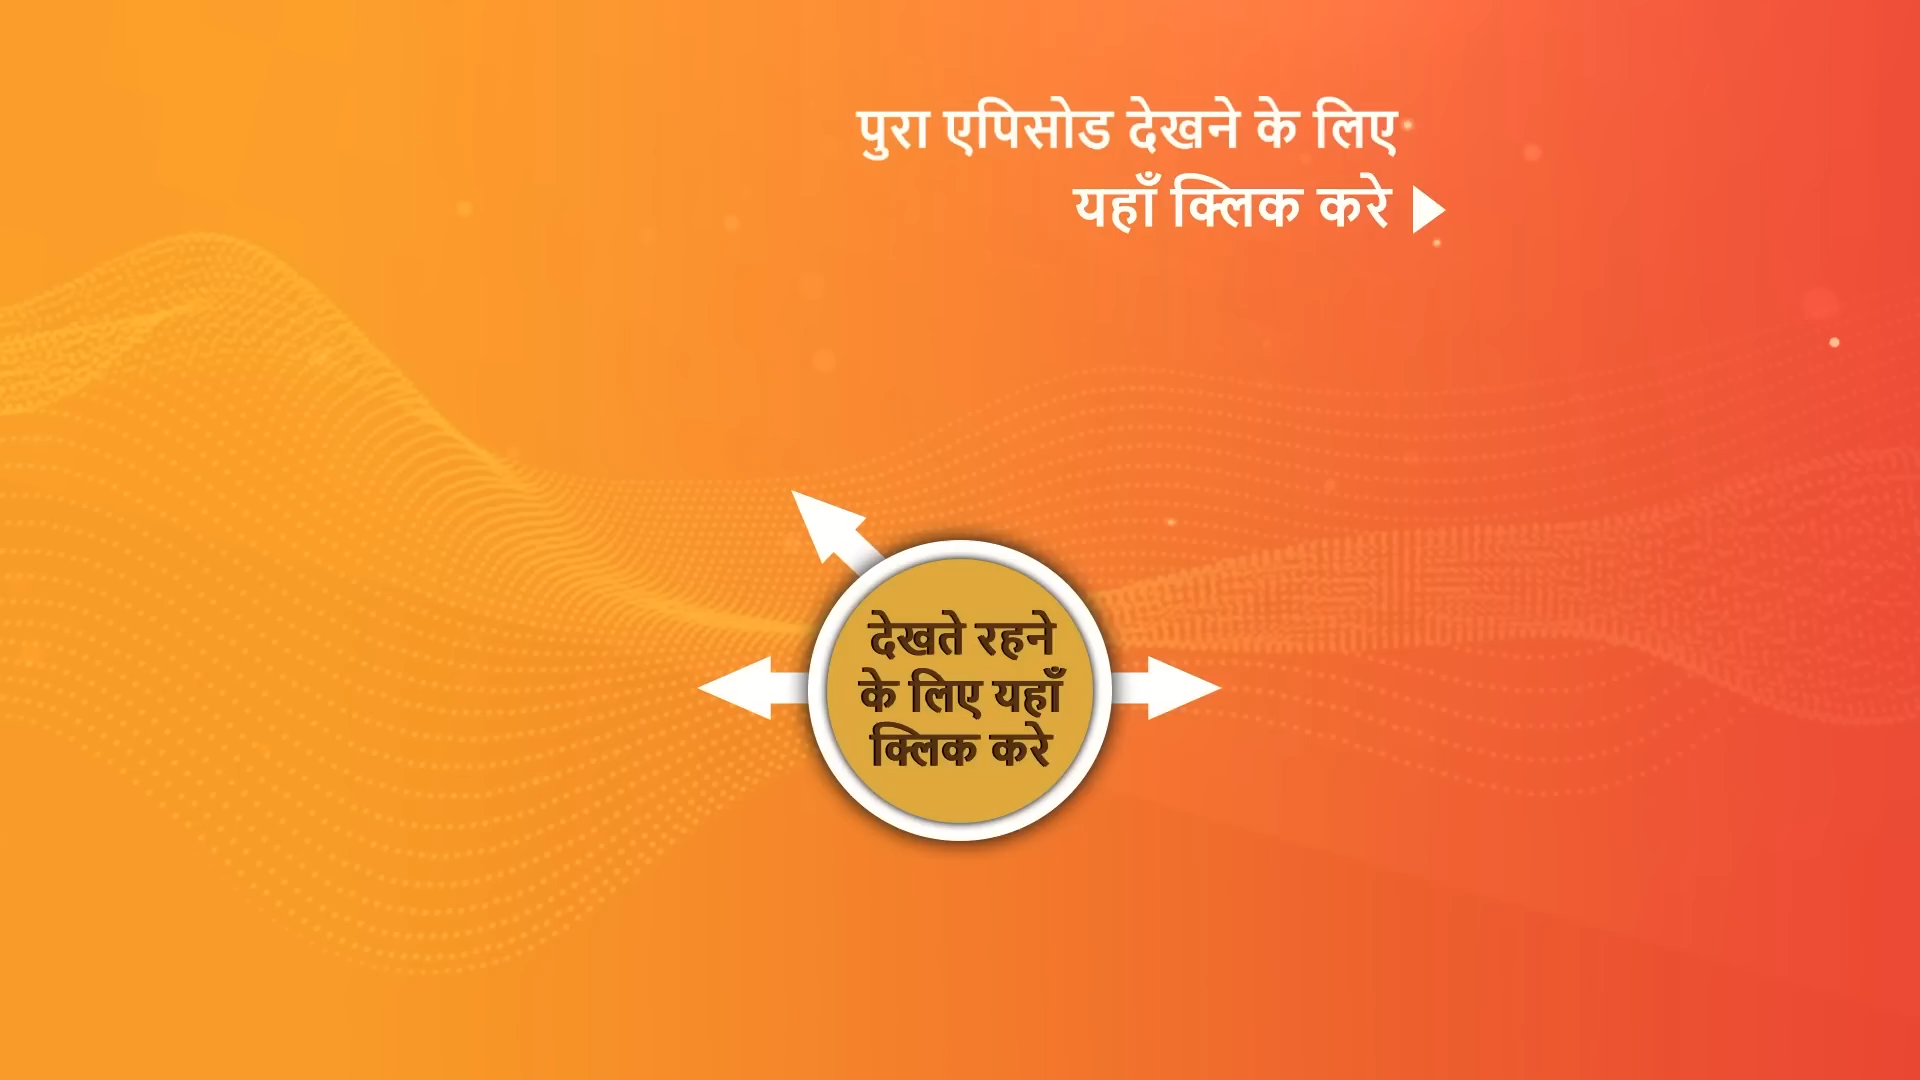 पुरा एपिसोड देखने के लिए
यहाँ क्लिक करे
देखते रहने
के लिए यहाँ
क्लिक करे